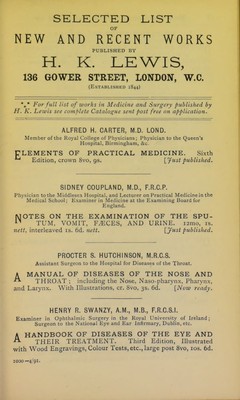 SELECTED LIST
OF
NEW AND RECENT WORKS
PUBLISHED BY
H. K. LEWIS,
136 GOWER STREET, LONDON, W.C.
(ESTABLISHED 1844)
*** For full list of works in Medicine and Surgery published by
H. K. Lewis see complete Catalogue sent post free on application.
ALFRED H. CARTER, M.D. LOND.
Member of the Royal College of Physicians; Physician to the Queen's
Hospital, Birmingham, &c.
ELEMENTS OF PRACTICAL MEDICINE. Sixth
Edition, crown 8vo, 9s. [Just published.
SIDNEY COUPLAND, M.D., F.R.C.P.
Physician to the Middlesex Hospital, and Lecturer on Practical Medicine in the
Medical School; Examiner in Medicine at the Examining Board for
England.
NOTES ON THE EXAMINATION OF THE SPU-
TUM, VOMIT, FÆCES, AND URINE. 12mo, 1s.
nett, interleaved 1s. 6d. nett. [Just published.
PROCTER S. HUTCHINSON, M.R.C.S.
Assistant Surgeon to the Hospital for Diseases of the Throat.
A MANUAL OF DISEASES OF THE NOSE AND
THROAT; including the Nose, Naso-pharynx, Pharynx,
and Larynx. With Illustrations, cr. 8vo, 3s. 6d. [Now ready.
HENRY R. SWANZY, A.M., M.B., F.R.C.S.I.
Examiner in Ophthalmic Surgery in the Royal University of Ireland;
Surgeon to the National Eye and Ear Infirmary, Dublin, etc.
A HANDBOOK OF DISEASES OF THE EYE AND
THEIR TREATMENT. Third Edition, Illustrated
with Wood Engravings, Colour Tests, etc., large post 8vo, 10s. 6d.
1200—4/91.